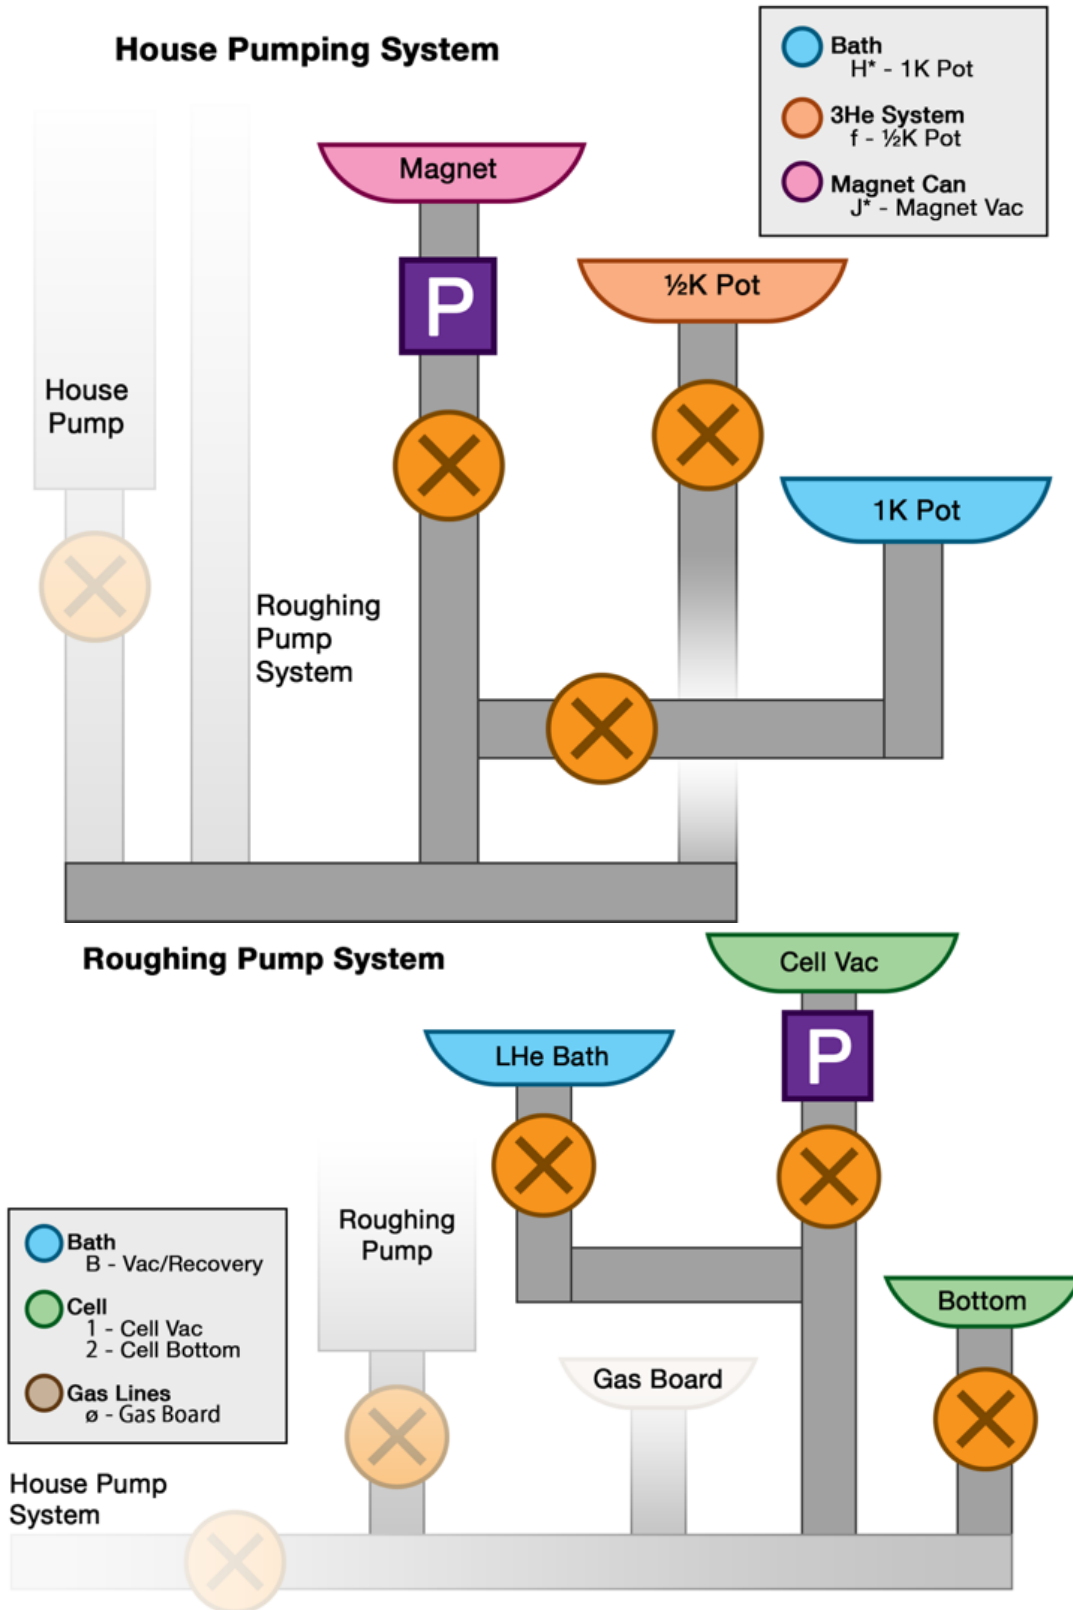 House Pumping System
Bath
H* - 1K Pot
3He System
f - ½K Pot
Magnet Can
J* - Magnet Vac
Magnet
P
½K Pot
House
Pump
1K Pot
Roughing
Pump
System
Roughing Pump System
Cell Vac
LHe Bath
P
Roughing
Pump
Bath
B - Vac/Recovery
Cell
1 - Cell Vac
2 - Cell Bottom
Gas Lines
ø - Gas Board
Bottom
Gas Board
House Pump
System